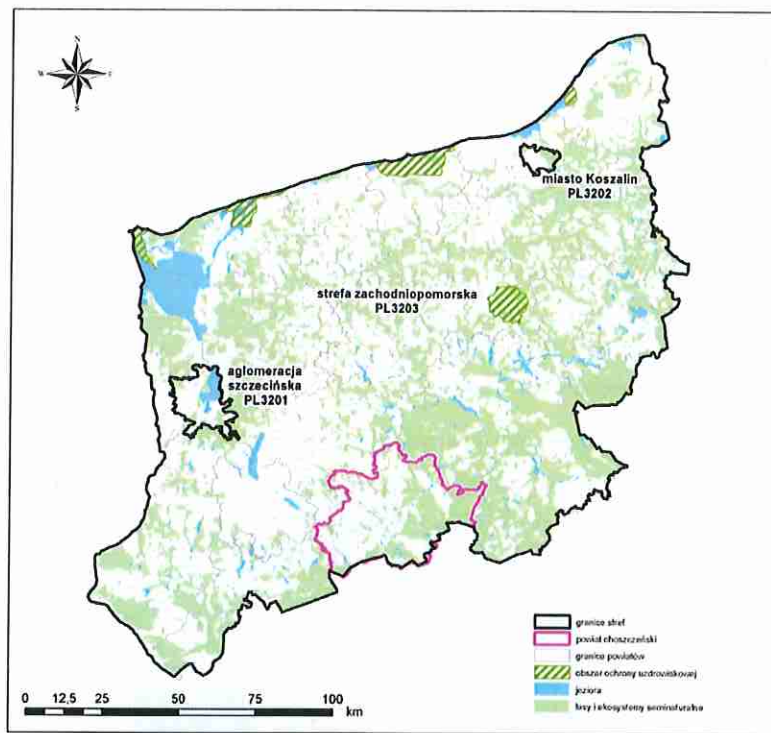 N
W
E
S
miasto Koszalin
PL3202
strefa zachodniopomorska
PL3203
aglomeracja
szczecińska
PL3201
granice stref
powiat choszczeński
granice powiatów
obszar ochrony uzdrowiskowej
jeziora
lasy i ekosystemy seminaturalne
0 12,5 25 50 75 100
km